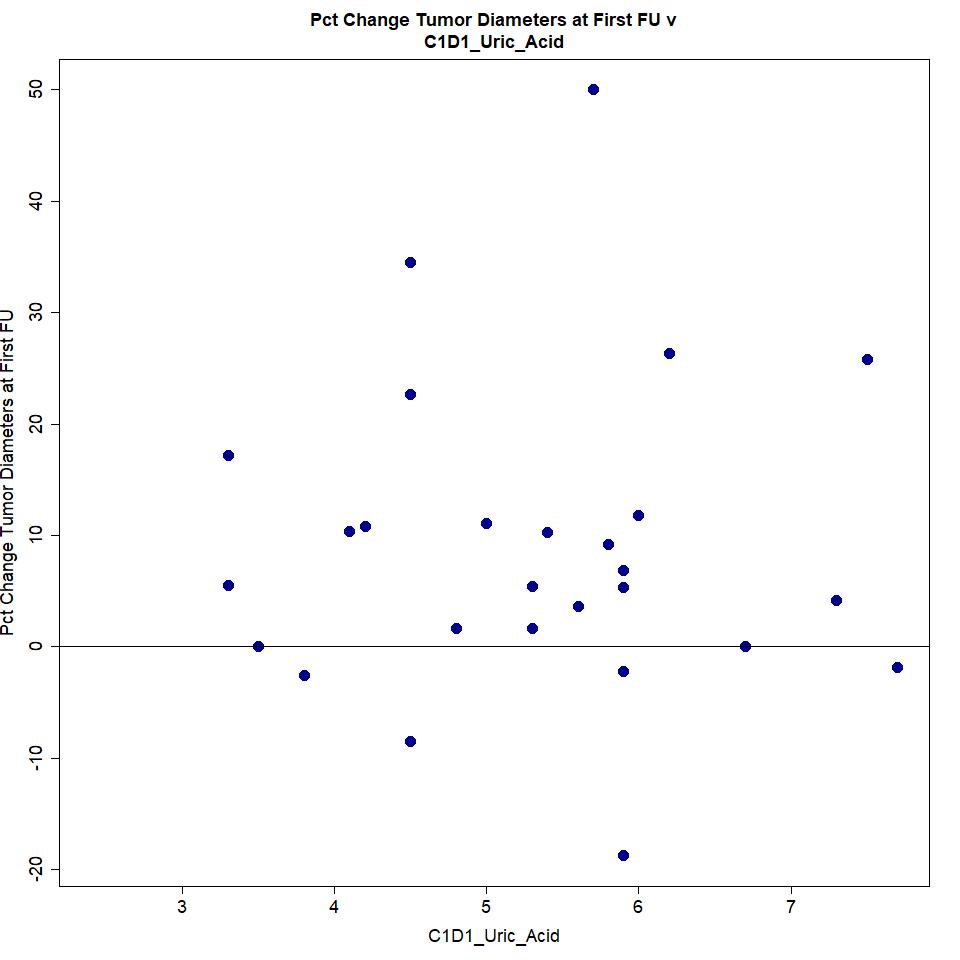 Pct Change Tumor Diameters at First FU v
C1D1_Uric_Acid
Pct Change Tumor Diameters at First FU
50
40
30
20
10
0
-10
-20
3 4 5 6 7
C1D1_Uric_Acid